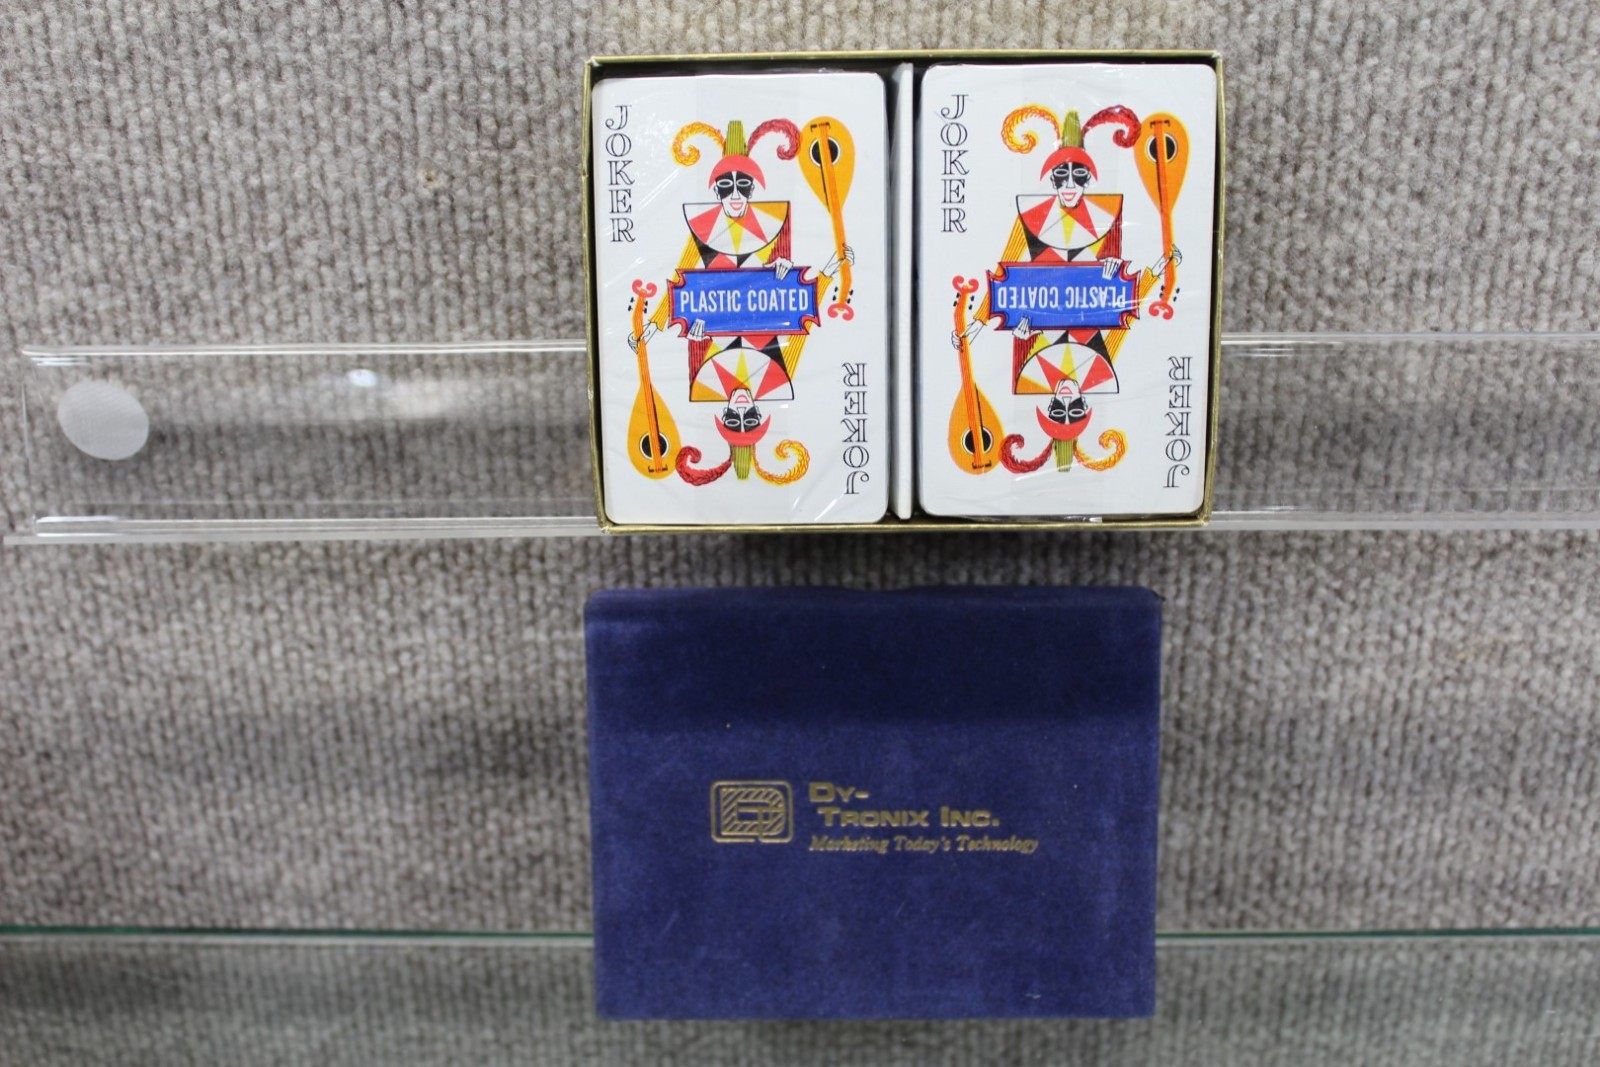 JOKER
PLASTIC COATED
JOKER
JOKER
PLASTIC COATED
JOKER
DY-
TRONIX INC.
Marketing Today's Technology